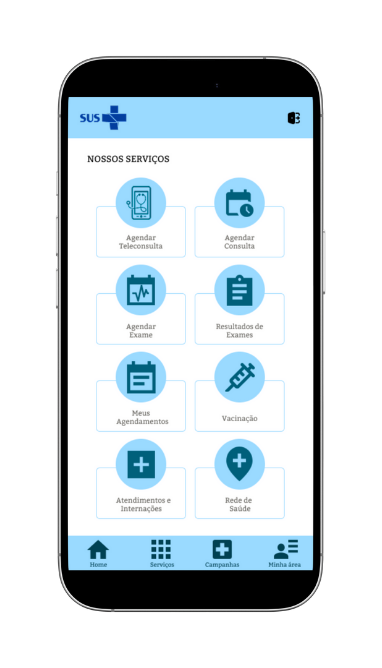 SUS
NOSSOS SERVIÇOS
Agendar
Teleconsulta
Agendar
Consulta
Agendar
Exame
Resultados de
Exames
Meus
Agendamentos
Vacinação
Atendimentos e
Internações
Rede de
Saúde
Home
Serviços
Campanhas
Minha área